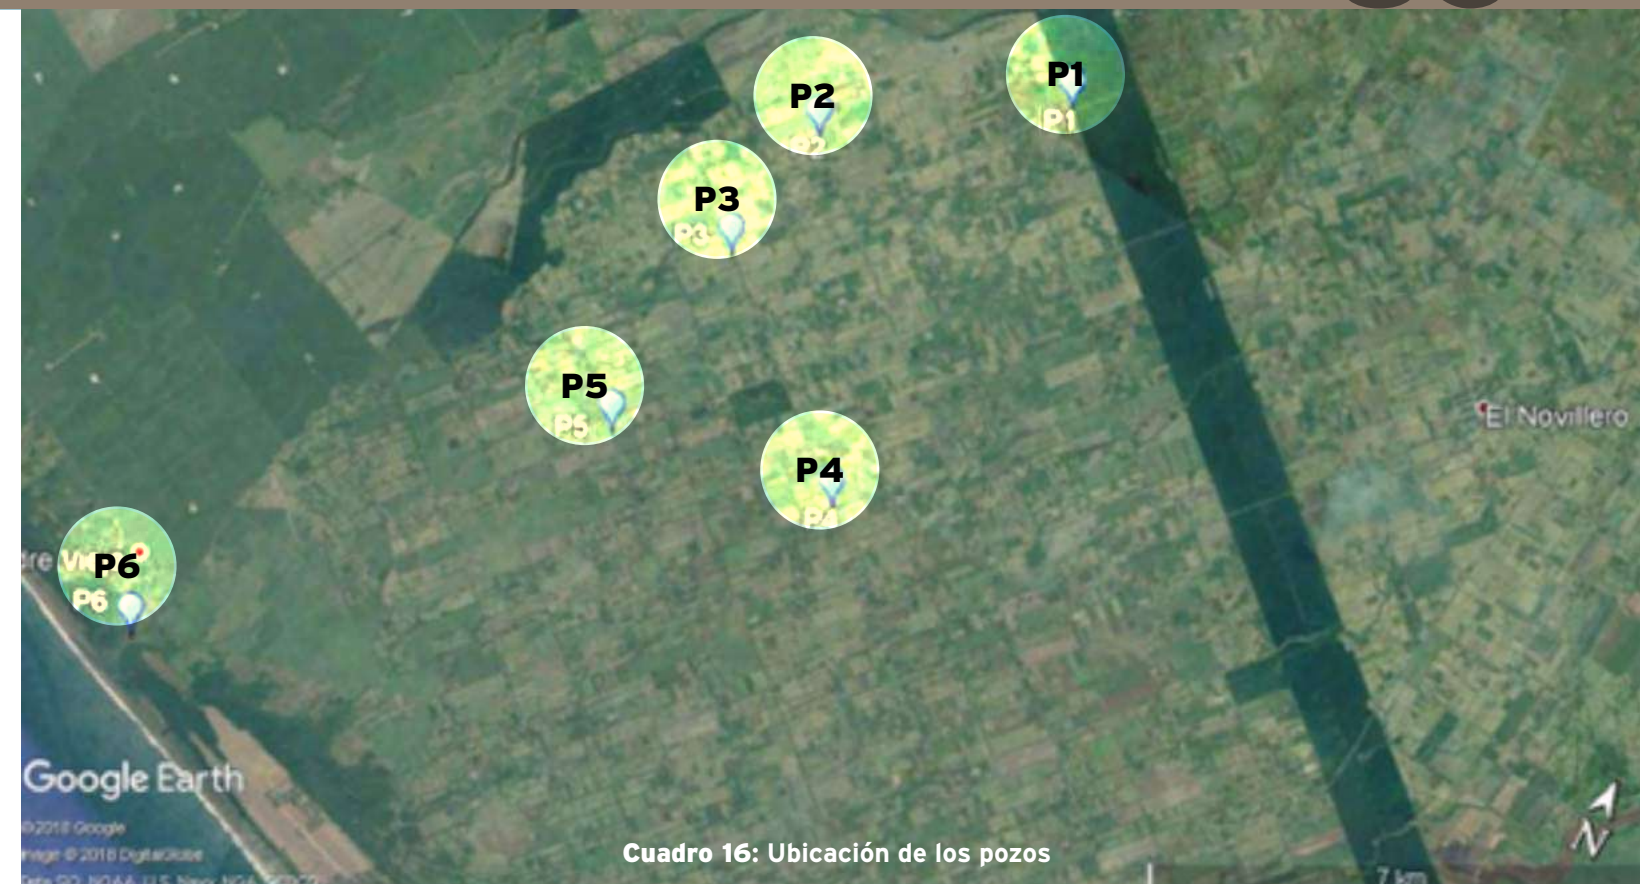 P1
P1
P2
P2
P3
P3
P5
P5
El Novillero
P4
P4
P6
P6
Google Earth
©2018 Google
Image © 2018 DigitalGlobe
Cuadro 16: Ubicación de los pozos
N
7 km